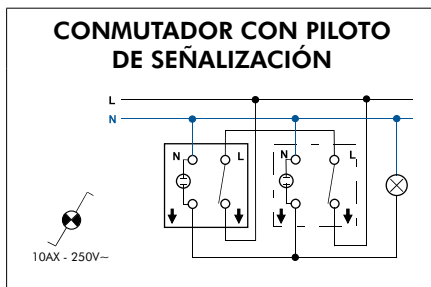 CONMUTADOR CON PILOTO
DE SEÑALIZACIÓN
L
N
N L N L
10AX - 250V~